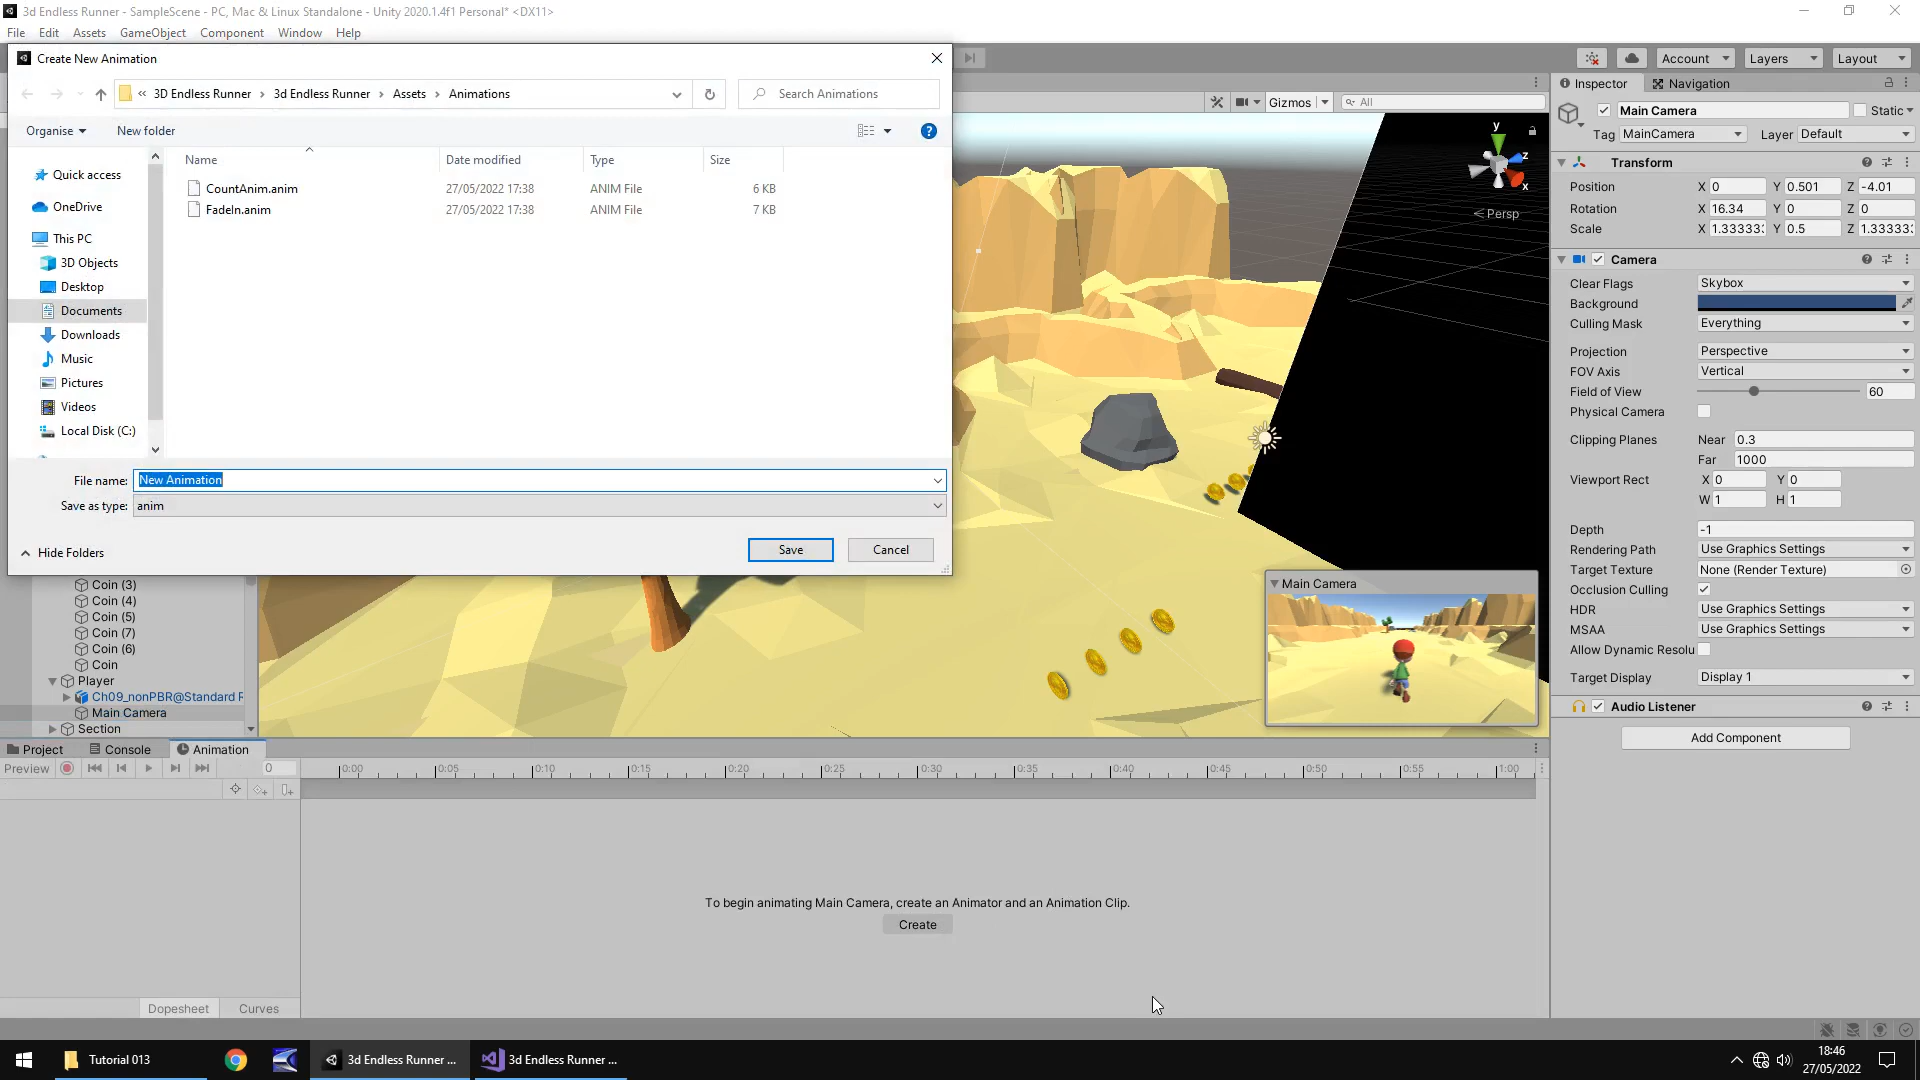 3d Endless Runner - SampleScene - PC, Mac & Linux Standalone - Unity 2020.1.4f1 Personal* <DX11>
File Edit Assets GameObject Component Window Help
Create New Animation
Account Layers Layout
« 3D Endless Runner › 3d Endless Runner › Assets › Animations
Search Animations
Gizmos All
Inspector Navigation
Main Camera Static
Tag MainCamera Layer Default
Organise New folder
Name Date modified Type Size
CountAnim.anim 27/05/2022 17:38 ANIM File 6 KB
FadeIn.anim 27/05/2022 17:38 ANIM File 7 KB
Quick access
OneDrive
This PC
3D Objects
Desktop
Documents
Downloads
Music
Pictures
Videos
Local Disk (C:)
File name: New Animation
Save as type: anim
Hide Folders
Save Cancel
y
z
x
Persp
Transform
Position X 0 Y 0.501 Z -4.01
Rotation X 16.34 Y 0 Z 0
Scale X 1.33333 Y 0.5 Z 1.33333
Camera
Clear Flags Skybox
Background
Culling Mask Everything
Projection Perspective
FOV Axis Vertical
Field of View 60
Physical Camera
Clipping Planes Near 0.3
Far 1000
Viewport Rect X 0 Y 0
W 1 H 1
Depth -1
Rendering Path Use Graphics Settings
Target Texture None (Render Texture)
Occlusion Culling
HDR Use Graphics Settings
MSAA Use Graphics Settings
Allow Dynamic Resolu
Target Display Display 1
Audio Listener
Add Component
Main Camera
Coin (3)
Coin (4)
Coin (5)
Coin (7)
Coin (6)
Coin
Player
Ch09_nonPBR@Standard R
Main Camera
Section
Project Console Animation
Preview 0 0:00 0:05 0:10 0:15 0:20 0:25 0:30 0:35 0:40 0:45 0:50 0:55 1:00
To begin animating Main Camera, create an Animator and an Animation Clip.
Create
Dopesheet Curves
Tutorial 013 3d Endless Runner ... 3d Endless Runner ...
18:46
27/05/2022